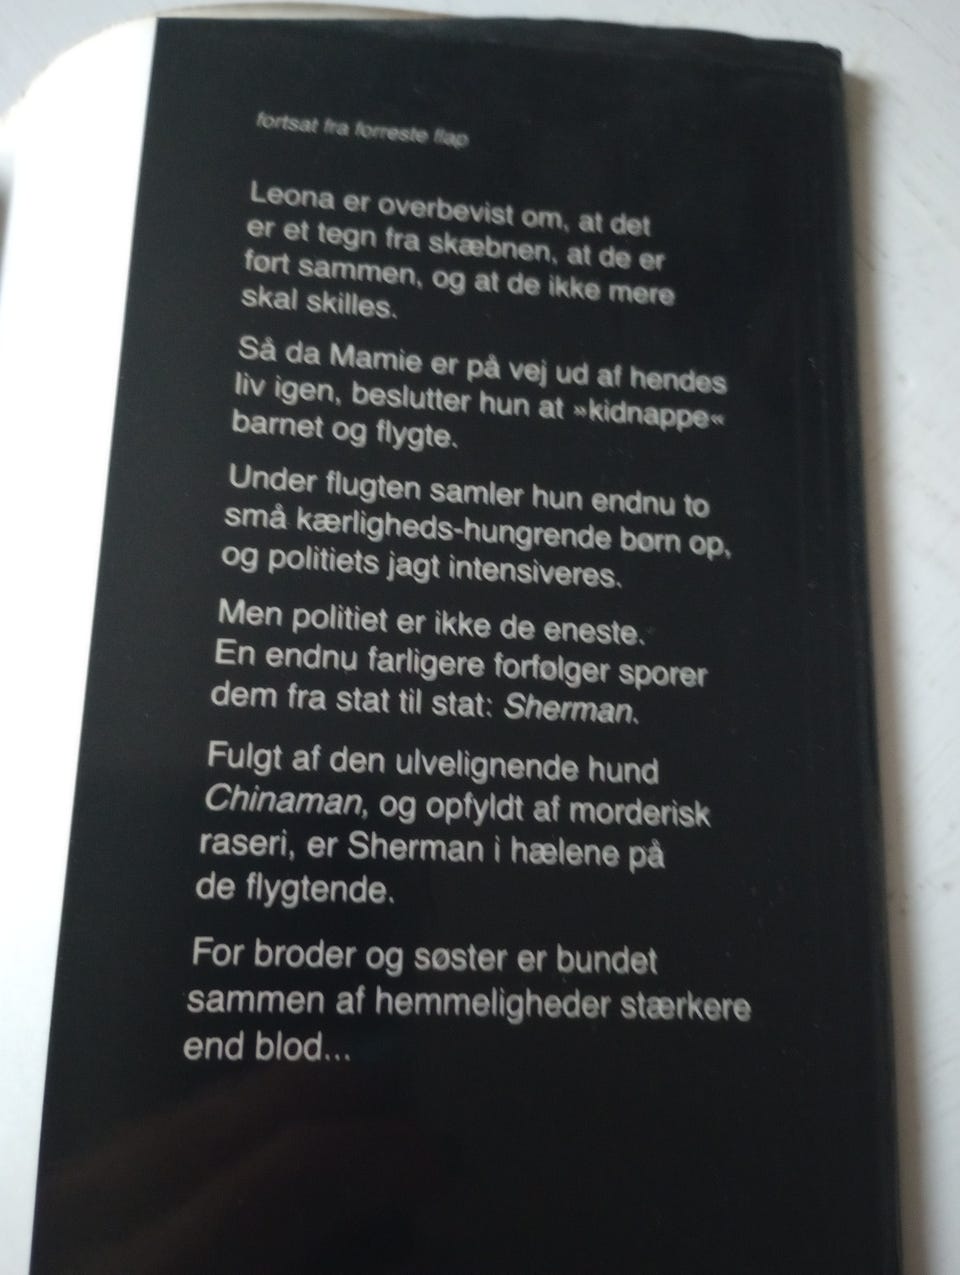 fortsat fra forreste flap
Leona er overbevist om, at det
er et tegn fra skæbnen, at de er
ført sammen, og at de ikke mere
skal skilles.
Så da Mamie er på vej ud af hendes
liv igen, beslutter hun at »kidnappe«
barnet og flygte.
Under flugten samler hun endnu to
små kærligheds-hungrende børn op,
og politiets jagt intensiveres.
Men politiet er ikke de eneste.
En endnu farligere forfølger sporer
dem fra stat til stat: Sherman.
Fulgt af den ulvelignende hund
Chinaman, og opfyldt af morderisk
raseri, er Sherman i hælene på
de flygtende.
For broder og søster er bundet
sammen af hemmeligheder stærkere
end blod...